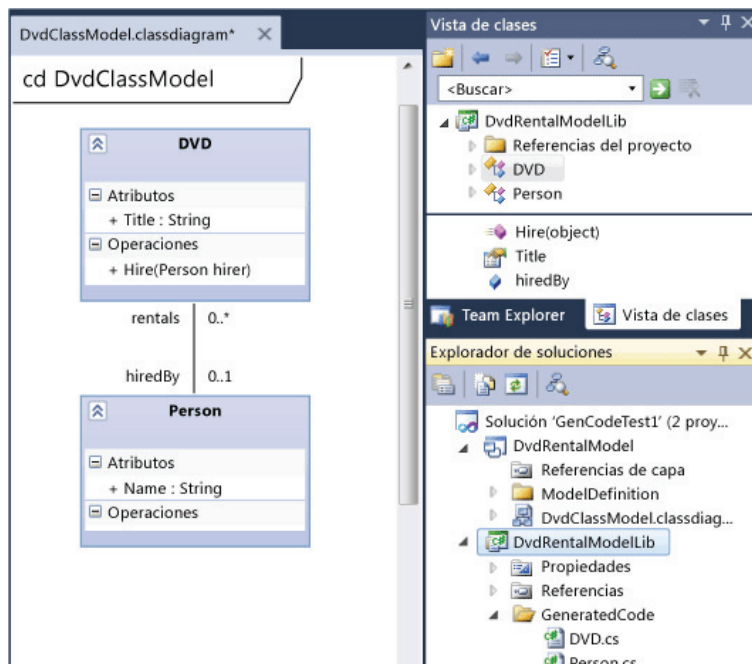 DvdClassModel.classdiagram*
cd DvdClassModel
DVD
Atributos
+ Title : String
Operaciones
+ Hire(Person hirer)
rentals 0..*
hiredBy 0..1
Person
Atributos
+ Name : String
Operaciones
Vista de clases
<Buscar>
DvdRentalModelLib
Referencias del proyecto
DVD
Person
Hire(object)
Title
hiredBy
Team Explorer Vista de clases
Explorador de soluciones
Solución 'GenCodeTest1' (2 proy...
DvdRentalModel
Referencias de capa
ModelDefinition
DvdClassModel.classdiag...
DvdRentalModelLib
Propiedades
Referencias
GeneratedCode
DVD.cs
Person.cs